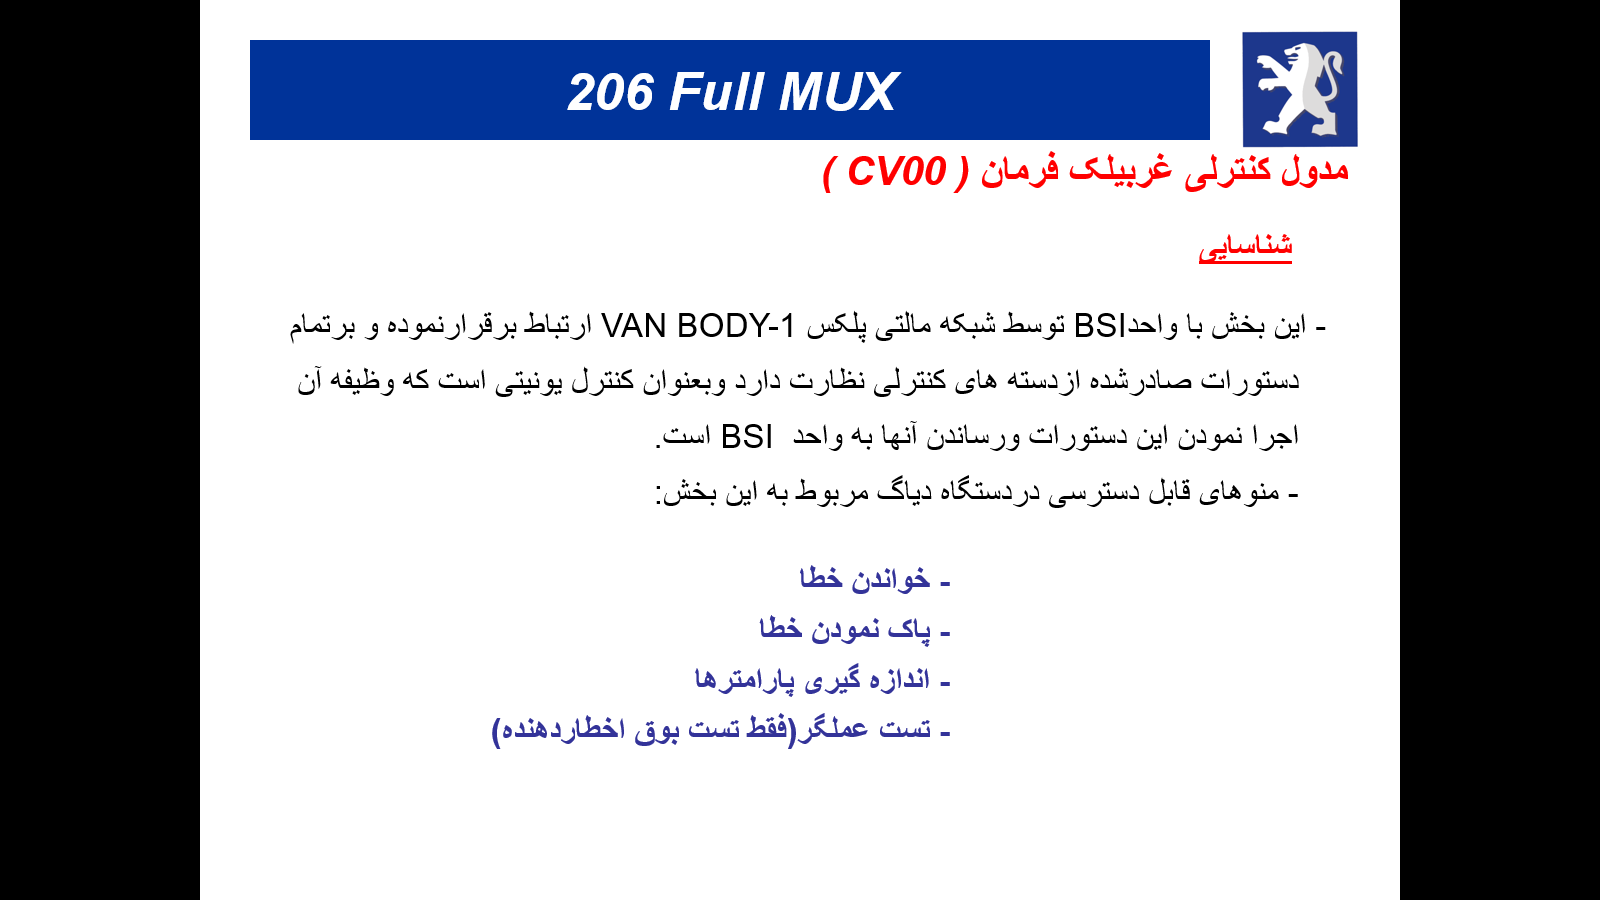 206 Full MUX
مدول کنترلی غربیلک فرمان ( CV00 )
شناسایی
- این بخش با واحدBSI توسط شبکه مالتی پلکس VAN BODY-1 ارتباط برقرارنموده و برتمام
دستورات صادرشده ازدسته های کنترلی نظارت دارد وبعنوان کنترل یونیتی است که وظیفه آن
اجرا نمودن این دستورات ورساندن آنها به واحد BSI است.
- منوهای قابل دسترسی دردستگاه دیاگ مربوط به این بخش:
- خواندن خطا
- پاک نمودن خطا
- اندازه گیری پارامترها
- تست عملگر(فقط تست بوق اخطاردهنده)